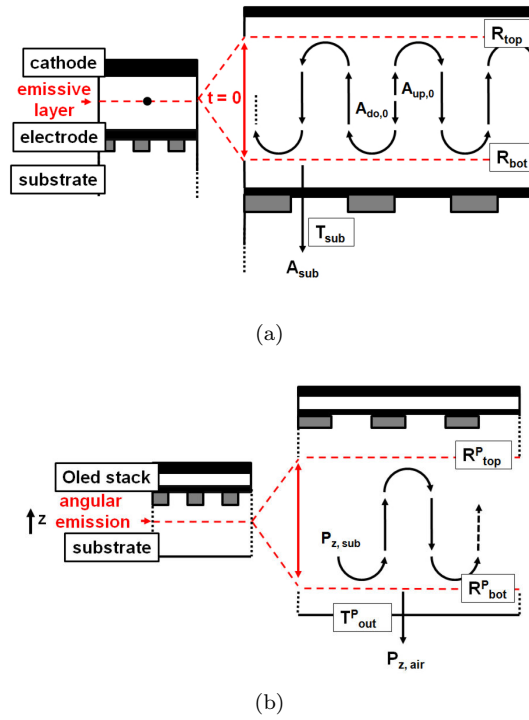 cathode
emissive
layer
electrode
substrate
t = 0
R_top
A_up,0
A_do,0
R_bot
T_sub
A_sub
(a)
Oled stack
angular
emission
substrate
z
R^P_top
P_z, sub
R^P_bot
T^P_out
P_z, air
(b)